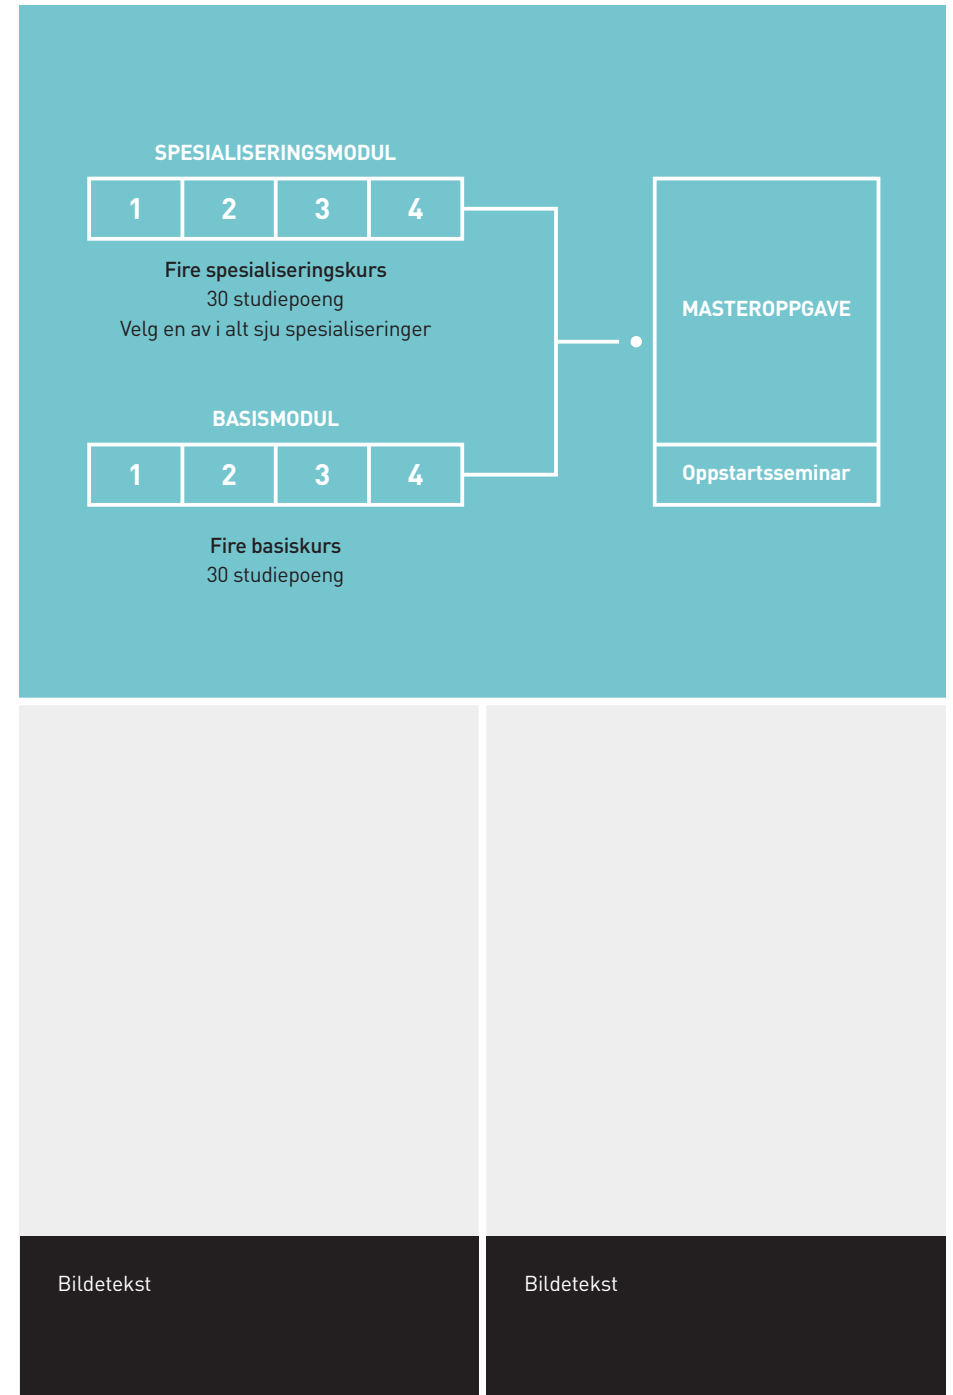 SPESIALISERINGSMODUL
1 2 3 4
Fire spesialiseringskurs
30 studiepoeng
Velg en av i alt sju spesialiseringer
BASISMODUL
1 2 3 4
Fire basiskurs
30 studiepoeng
MASTEROPPGAVE
Oppstartsseminar
Bildetekst
Bildetekst